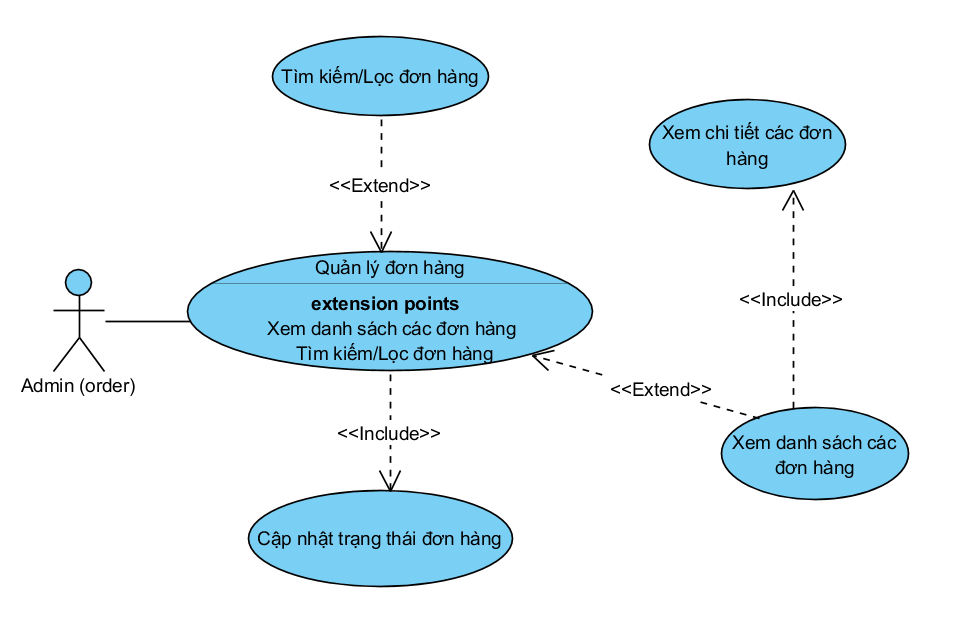 Tìm kiếm/Lọc đơn hàng
<<Extend>>
Xem chi tiết các đơn
hàng
Quản lý đơn hàng
extension points
Xem danh sách các đơn hàng
Tìm kiếm/Lọc đơn hàng
Admin (order)
<<Include>>
<<Extend>>
<<Include>>
Xem danh sách các
đơn hàng
Cập nhật trạng thái đơn hàng